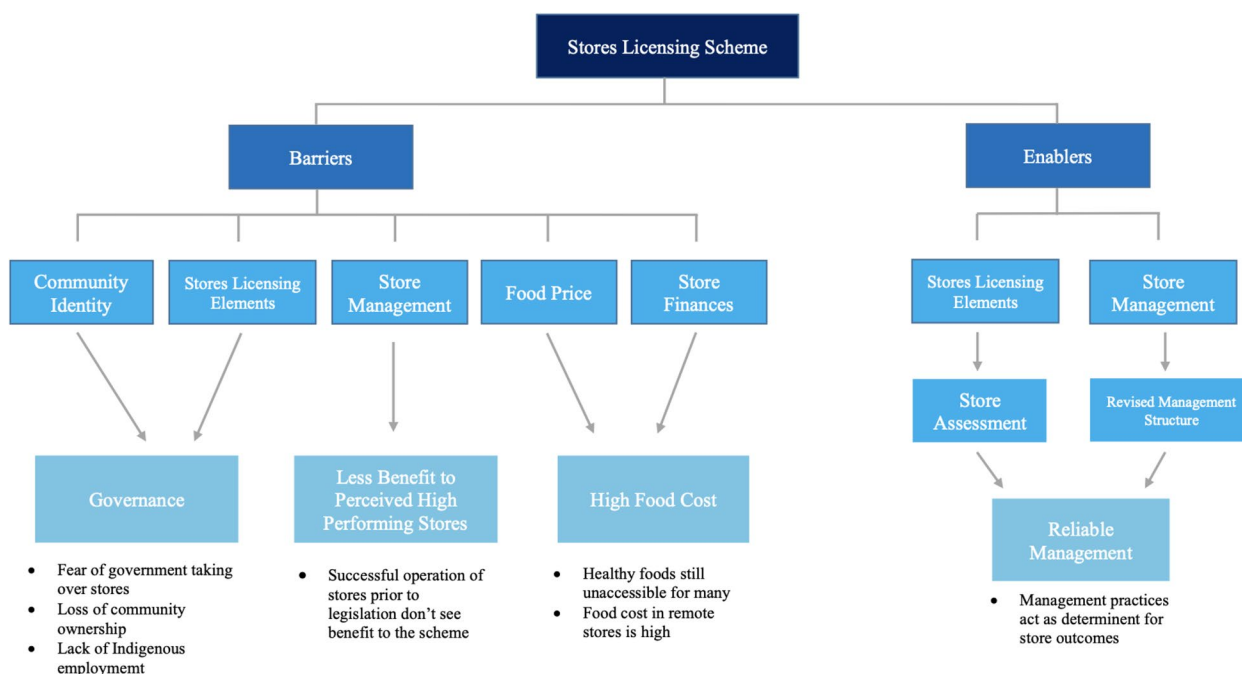 Stores Licensing Scheme
Barriers
Enablers
Community
Identity
Stores Licensing
Elements
Store
Management
Food Price
Store
Finances
Stores Licensing
Elements
Store
Management
Store
Assessment
Revised Management
Structure
Governance
Less Benefit to
Perceived High
Performing Stores
High Food Cost
Reliable
Management
• Fear of government taking
over stores
• Loss of community
ownership
• Lack of Indigenous
employmemt
• Successful operation of
stores prior to
legislation don’t see
benefit to the scheme
• Healthy foods still
unaccessible for many
• Food cost in remote
stores is high
• Management practices
act as determinent for
store outcomes